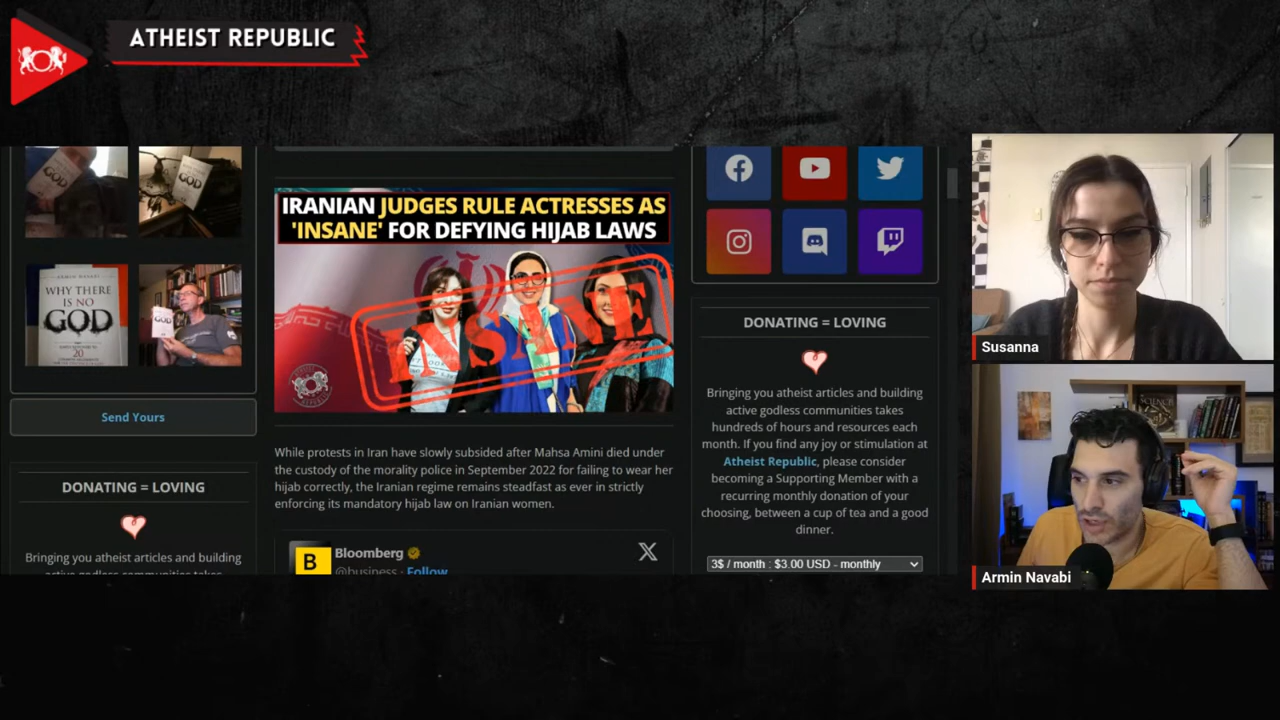 ATHEIST REPUBLIC
GOD
GOD
ARMIN NAVABI
WHY THERE
IS NO
GOD
20
GOD
Send Yours
DONATING = LOVING
Bringing you atheist articles and building
IRANIAN JUDGES RULE ACTRESSES AS
'INSANE' FOR DEFYING HIJAB LAWS
INSANE
While protests in Iran have slowly subsided after Mahsa Amini died under
the custody of the morality police in September 2022 for failing to wear her
hijab correctly, the Iranian regime remains steadfast as ever in strictly
enforcing its mandatory hijab law on Iranian women.
B
Bloomberg
@business · Follow
DONATING = LOVING
Bringing you atheist articles and building
active godless communities takes
hundreds of hours and resources each
month. If you find any joy or stimulation at
Atheist Republic, please consider
becoming a Supporting Member with a
recurring monthly donation of your
choosing, between a cup of tea and a good
dinner.
3$ / month : $3.00 USD - monthly
Susanna
SCIENCE
Armin Navabi